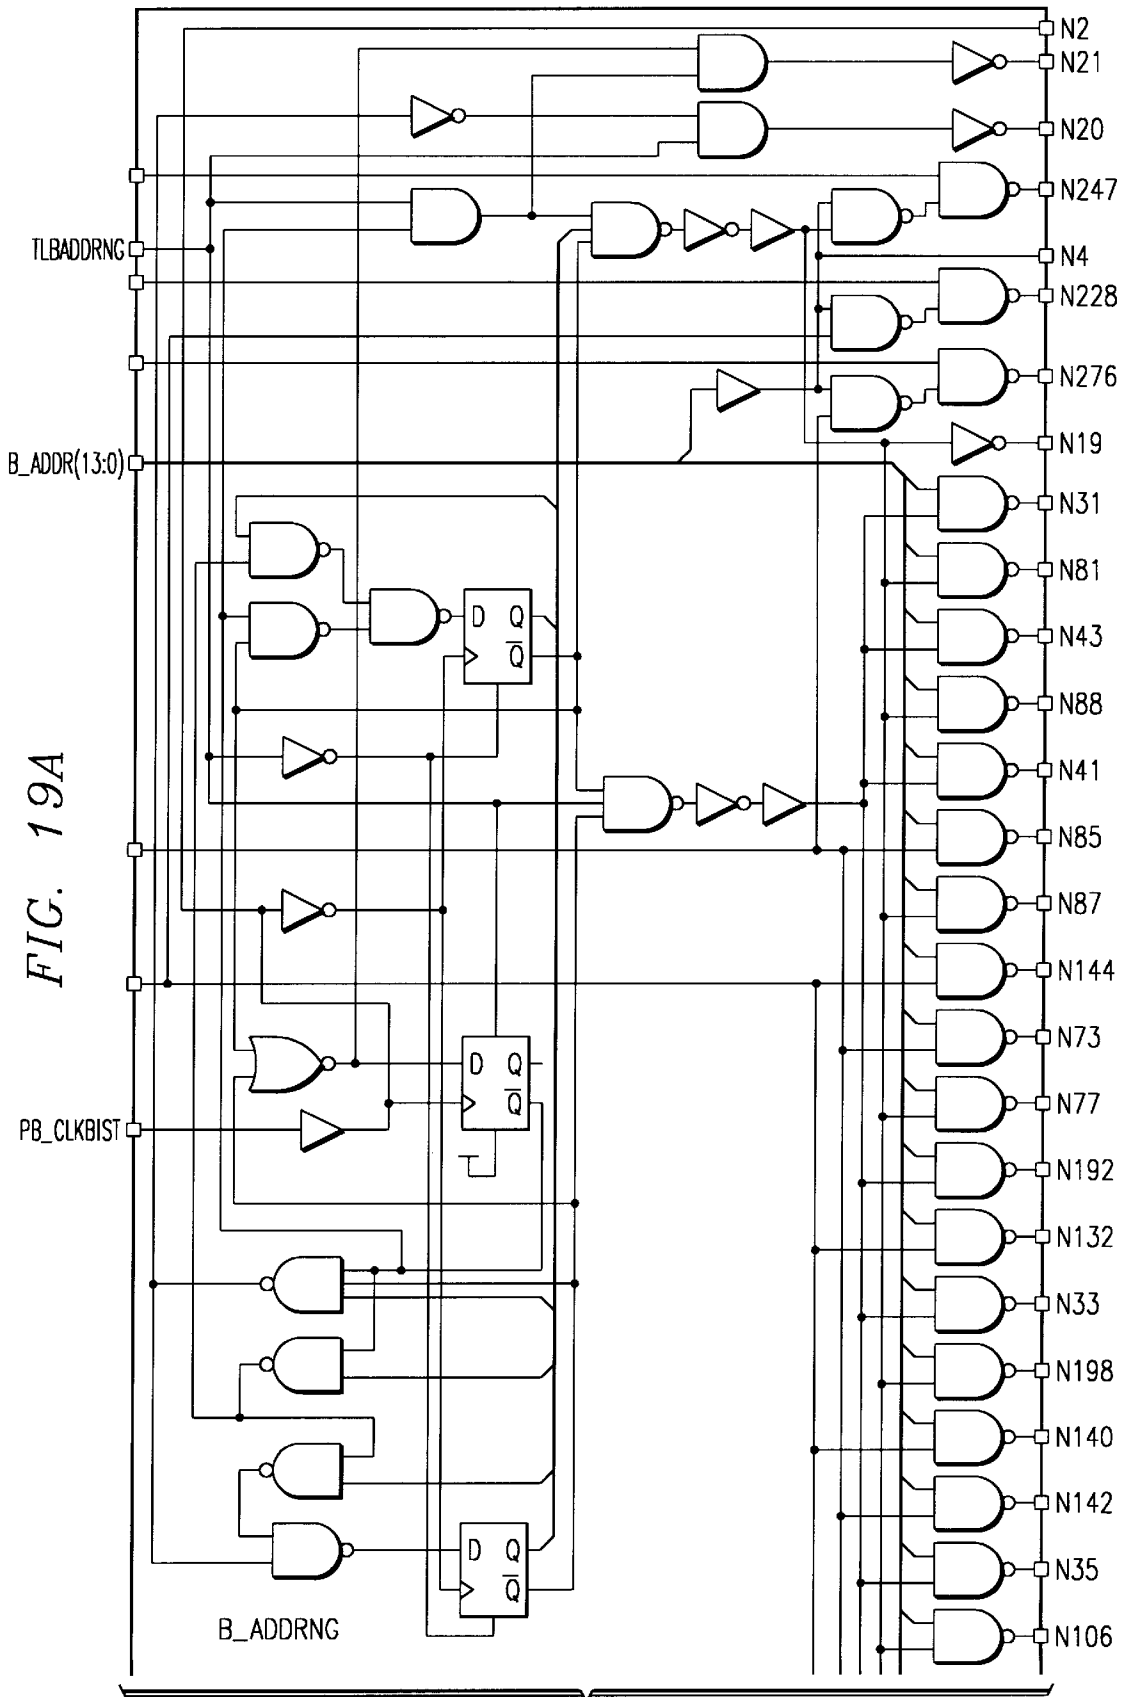 N2
N21
N20
N247
TLBADDRNG
N4
N228
N276
N19
B_ADDR(13:0)
N31
N81
D Q
N43
Q
N88
N41
N85
N87
FIG. 19A
N144
D Q
N73
Q
N77
PB_CLKBIST
N192
N132
N33
N198
N140
N142
D Q
N35
Q
B_ADDRNG
N106